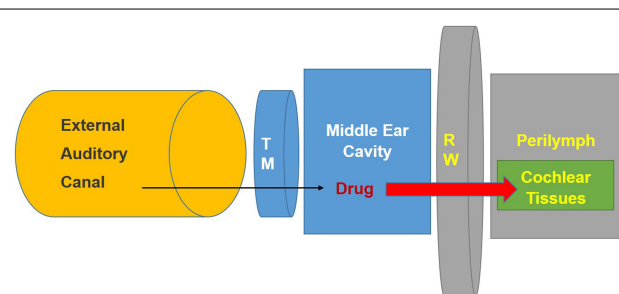 External
Auditory
Canal
T
M
Middle Ear
Cavity
Drug
R
W
Perilymph
Cochlear
Tissues